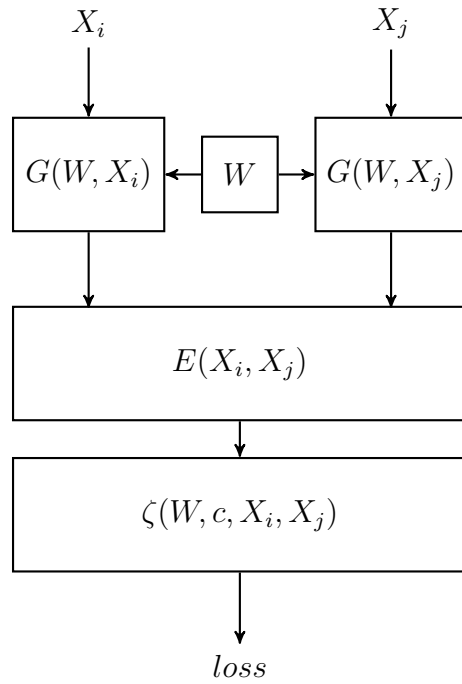 X_i X_j
G(W, X_i) W G(W, X_j)
E(X_i, X_j)
ζ(W, c, X_i, X_j)
loss